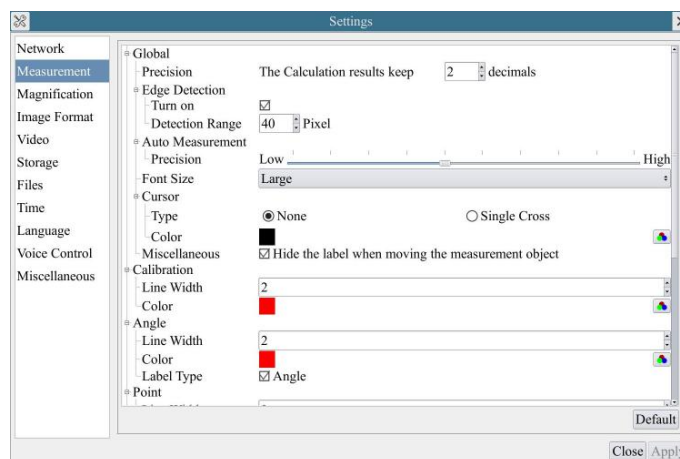 Settings
Network
Measurement
Magnification
Image Format
Video
Storage
Files
Time
Language
Voice Control
Miscellaneous
Global
Precision The Calculation results keep 2 decimals
Edge Detection
Turn on
Detection Range 40 Pixel
Auto Measurement
Precision Low High
Font Size Large
Cursor
Type None Single Cross
Color
Miscellaneous Hide the label when moving the measurement object
Calibration
Line Width 2
Color
Angle
Line Width 2
Color
Label Type Angle
Point
Default
Close Apply